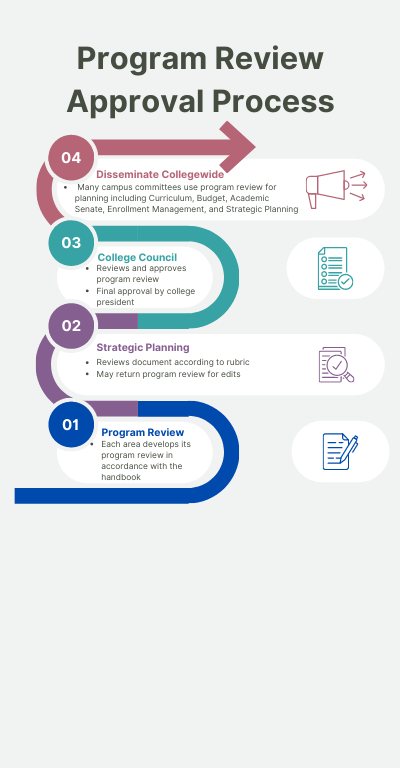 Program Review
Approval Process
04
Disseminate Collegewide
• Many campus committees use program review for
planning including Curriculum, Budget, Academic
Senate, Enrollment Management, and Strategic Planning
03
College Council
• Reviews and approves
program review
• Final approval by college
president
02
Strategic Planning
• Reviews document according to rubric
• May return program review for edits
01
Program Review
• Each area develops its
program review in
accordance with the
handbook